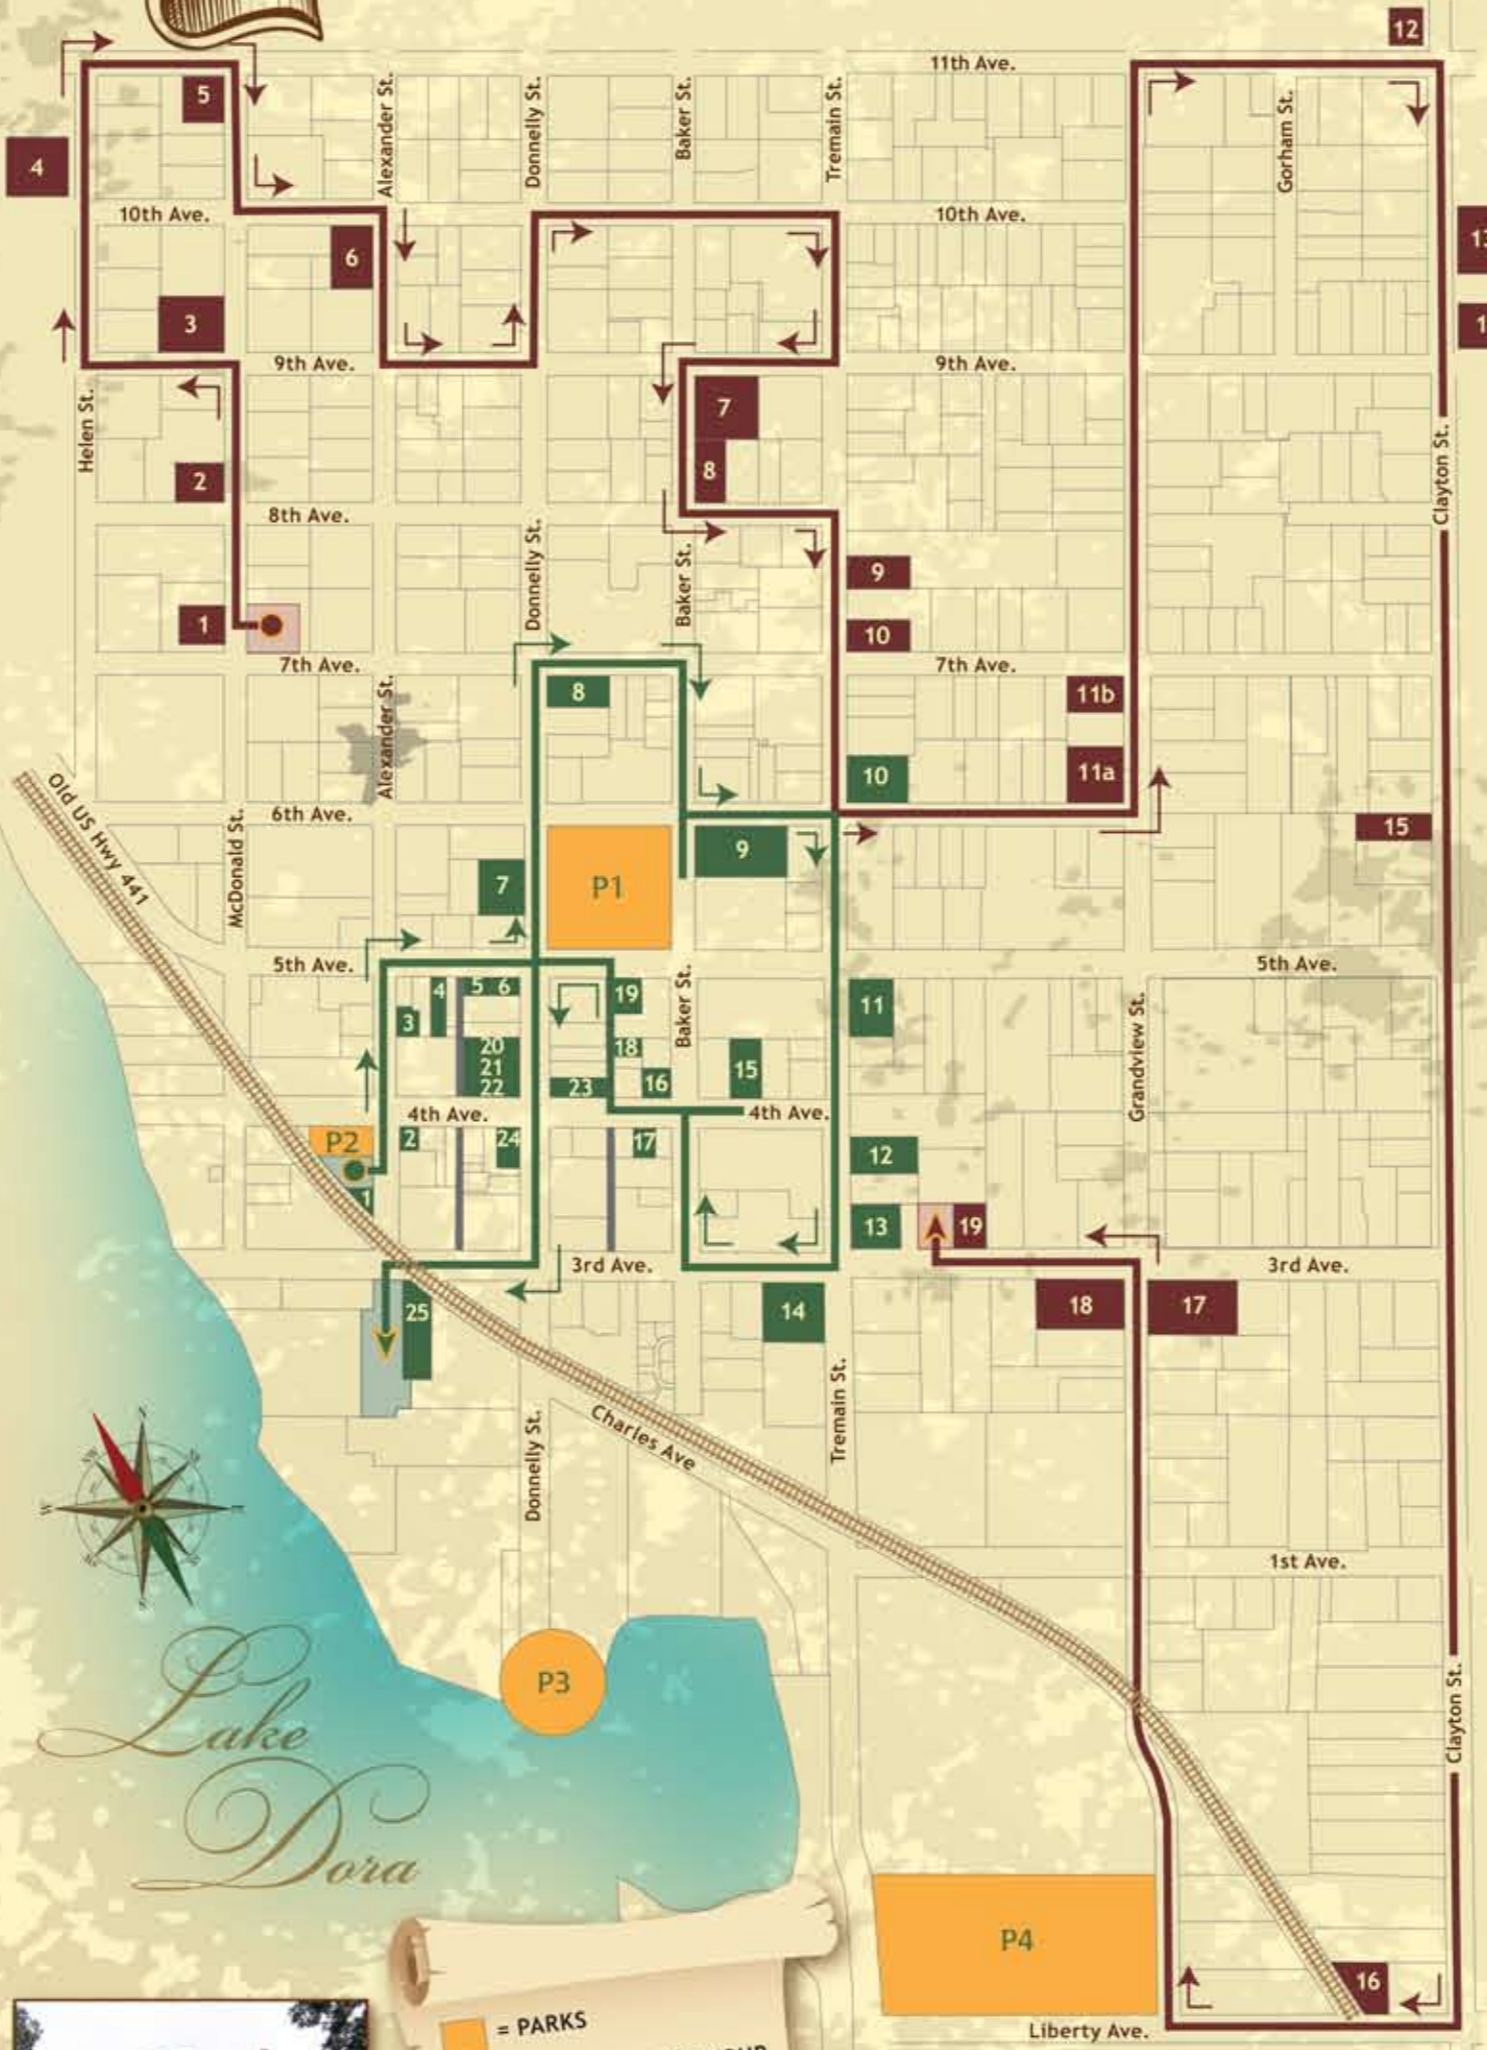 12
11th Ave.
5
Alexander St.
Donnelly St.
Baker St.
Tremain St.
Gorham St.
4
10th Ave.
10th Ave.
6
13
3
9th Ave.
9th Ave.
Helen St.
7
8
2
Clayton St.
8th Ave.
Donnelly St.
Baker St.
9
1
10
7th Ave.
7th Ave.
8
11b
Alexander St.
10
11a
Old US Hwy 441
6th Ave.
McDonald St.
15
9
7
P1
5th Ave.
5th Ave.
4
5 6
19
Baker St.
11
Grandview St.
3
20
21
22
18
23
16
15
4th Ave.
4th Ave.
P2
2
24
17
12
1
13
19
3rd Ave.
3rd Ave.
25
14
18
17
Tremain St.
Donnelly St.
Charles Ave
N
1st Ave.
Lake
Dora
P3
Clayton St.
P4
16
Liberty Ave.
= PARKS